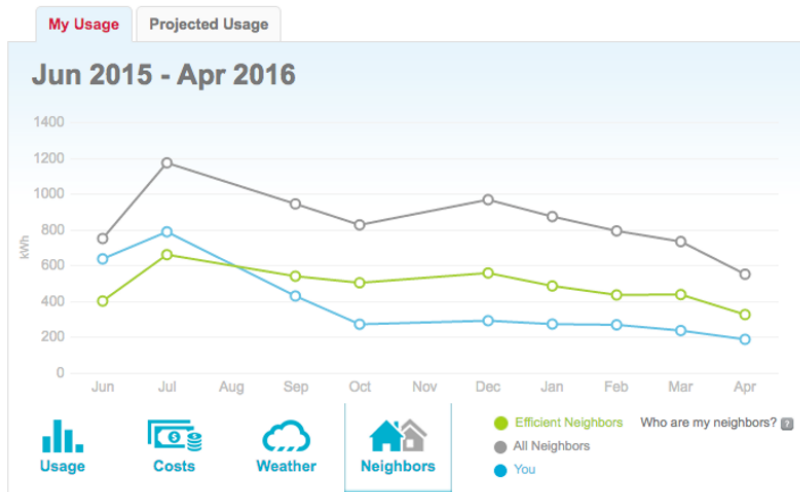 My Usage Projected Usage
Jun 2015 - Apr 2016
1400
1200
1000
800
600
400
200
0
kWh
Jun Jul Aug Sep Oct Nov Dec Jan Feb Mar Apr
Usage Costs Weather Neighbors
$
Efficient Neighbors Who are my neighbors? ?
All Neighbors
You